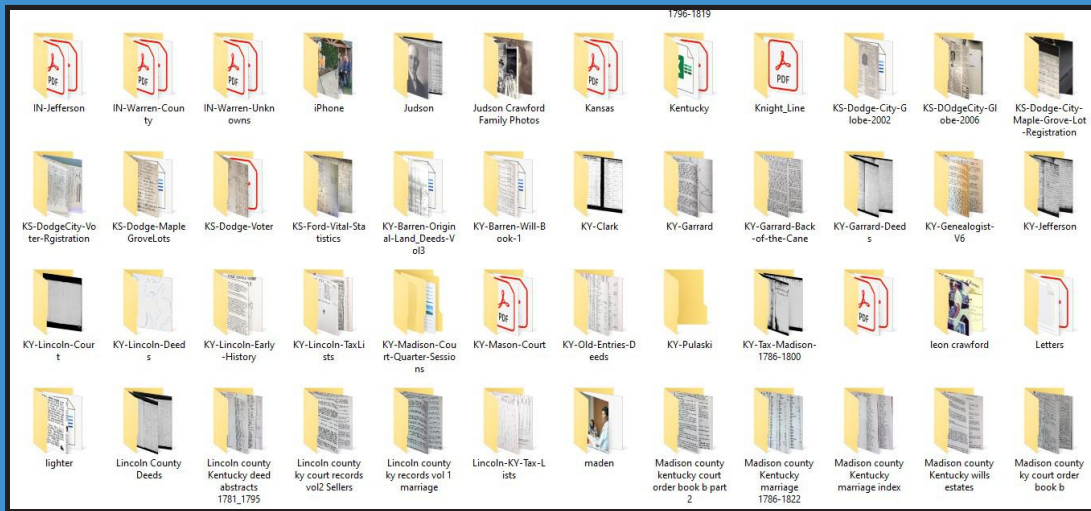 1796-1819
IN-Jefferson
IN-Warren-Coun
ty
IN-Warren-Unkn
owns
iPhone
Judson
Judson Crawford
Family Photos
Kansas
Kentucky
Knight_Line
KS-Dodge-City-G
lobe-2002
KS-DOdgeCity-Gl
obe-2006
KS-Dodge-City-
Maple-Grove-Lot
-Registration
KS-DodgeCity-Vo
ter-Rgistration
KS-Dodge-Maple
GroveLots
KS-Dodge-Voter
KS-Ford-Vital-Sta
tistics
KY-Barren-Origin
al-Land_Deeds-V
ol3
KY-Barren-Will-B
ook-1
KY-Clark
KY-Garrard
KY-Garrard-Back
-of-the-Cane
KY-Garrard-Deed
s
KY-Genealogist-
V6
KY-Jefferson
KY-Lincoln-Cour
t
KY-Lincoln-Deed
s
KY-Lincoln-Early
-History
KY-Lincoln-TaxLi
sts
KY-Madison-Cou
rt-Quarter-Sessio
ns
KY-Mason-Court
KY-Old-Entries-D
eeds
KY-Pulaski
KY-Tax-Madison-
1786-1800
leon crawford
Letters
lighter
Lincoln County
Deeds
Lincoln county
Kentucky deed
abstracts
1781_1795
Lincoln county
ky court records
vol2 Sellers
Lincoln county
ky records vol 1
marriage
Lincoln-KY-Tax-L
ists
maden
Madison county
kentucky court
order book b part
2
Madison county
Kentucky
marriage
1786-1822
Madison county
Kentucky
marriage index
Madison county
Kentucky wills
estates
Madison county
ky court order
book b
PDF
PDF
PDF
PDF
PDF
PDF
PDF